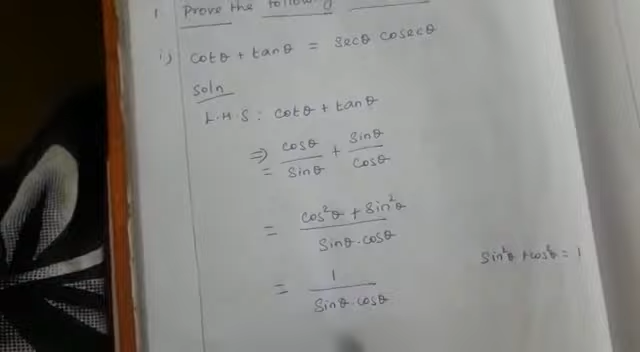 1 Prove the following
i) cotθ + tanθ = secθ cosecθ
Soln
L.H.S: cotθ + tanθ
⇒ = cosθ/sinθ + sinθ/cosθ
= cos²θ + sin²θ / sinθ.cosθ
= 1 / sinθ.cosθ
sin²θ + cos²θ = 1